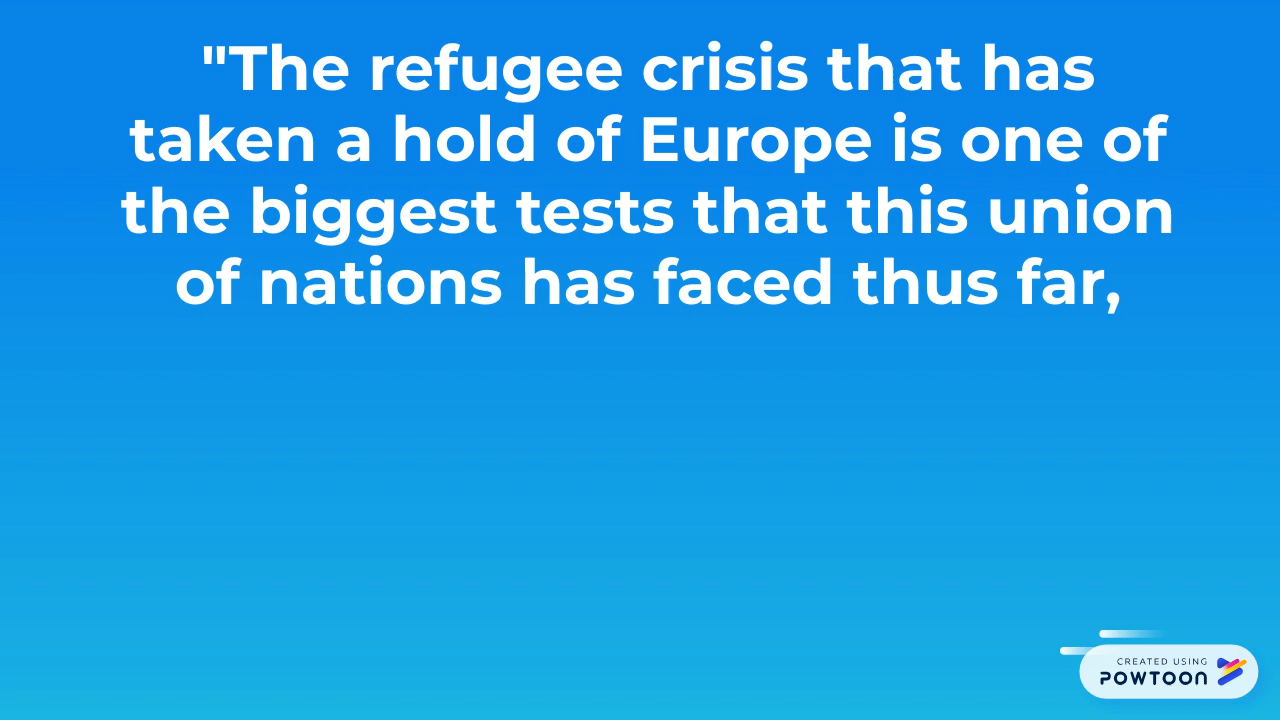 "The refugee crisis that has
taken a hold of Europe is one of
the biggest tests that this union
of nations has faced thus far,
CREATED USING
POWTOON